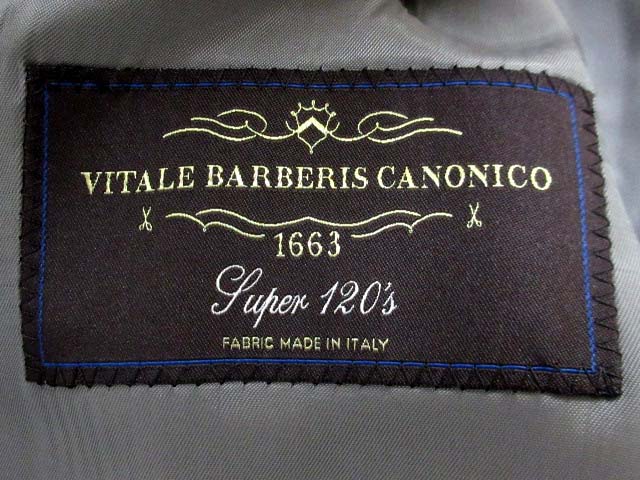 VITALE BARBERIS CANONICO
1663
Super 120's
FABRIC MADE IN ITALY